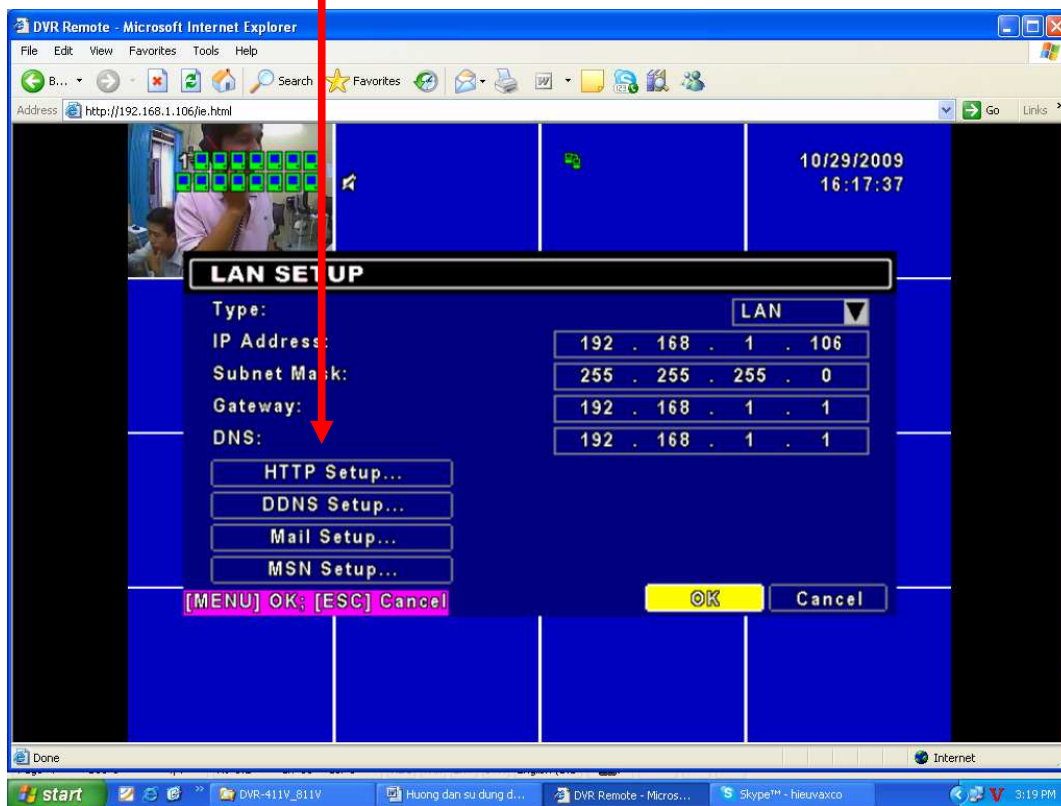 DVR Remote - Microsoft Internet Explorer
File Edit View Favorites Tools Help
B... Search Favorites
Address http://192.168.1.106/ie.html Go Links »
1
10/29/2009
16:17:37
LAN SETUP
Type: LAN
IP Address: 192 . 168 . 1 . 106
Subnet Mask: 255 . 255 . 255 . 0
Gateway: 192 . 168 . 1 . 1
DNS: 192 . 168 . 1 . 1
HTTP Setup...
DDNS Setup...
Mail Setup...
MSN Setup...
[MENU] OK; [ESC] Cancel OK Cancel
Done Internet
start » DVR-411V_811V Huong dan su dung d... DVR Remote - Micros... Skype™ - hieuvaxco V 3:19 PM